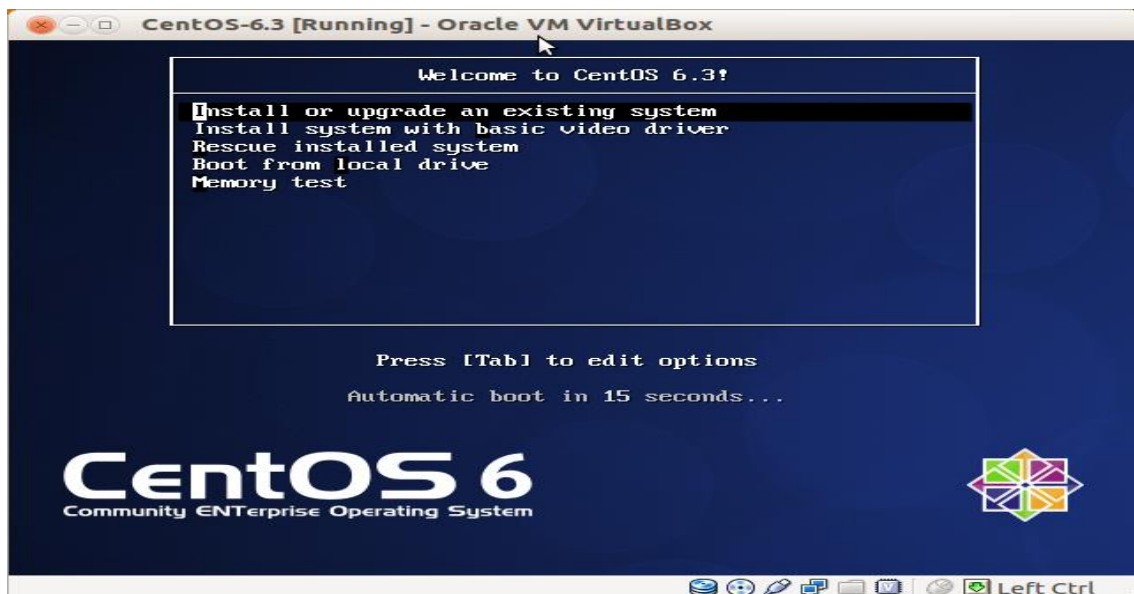 CentOS-6.3 [Running] - Oracle VM VirtualBox
Welcome to CentOS 6.3!
Install or upgrade an existing system
Install system with basic video driver
Rescue installed system
Boot from local drive
Memory test
Press [Tab] to edit options
Automatic boot in 15 seconds...
CentOS 6
Community ENTerprise Operating System
Left Ctrl